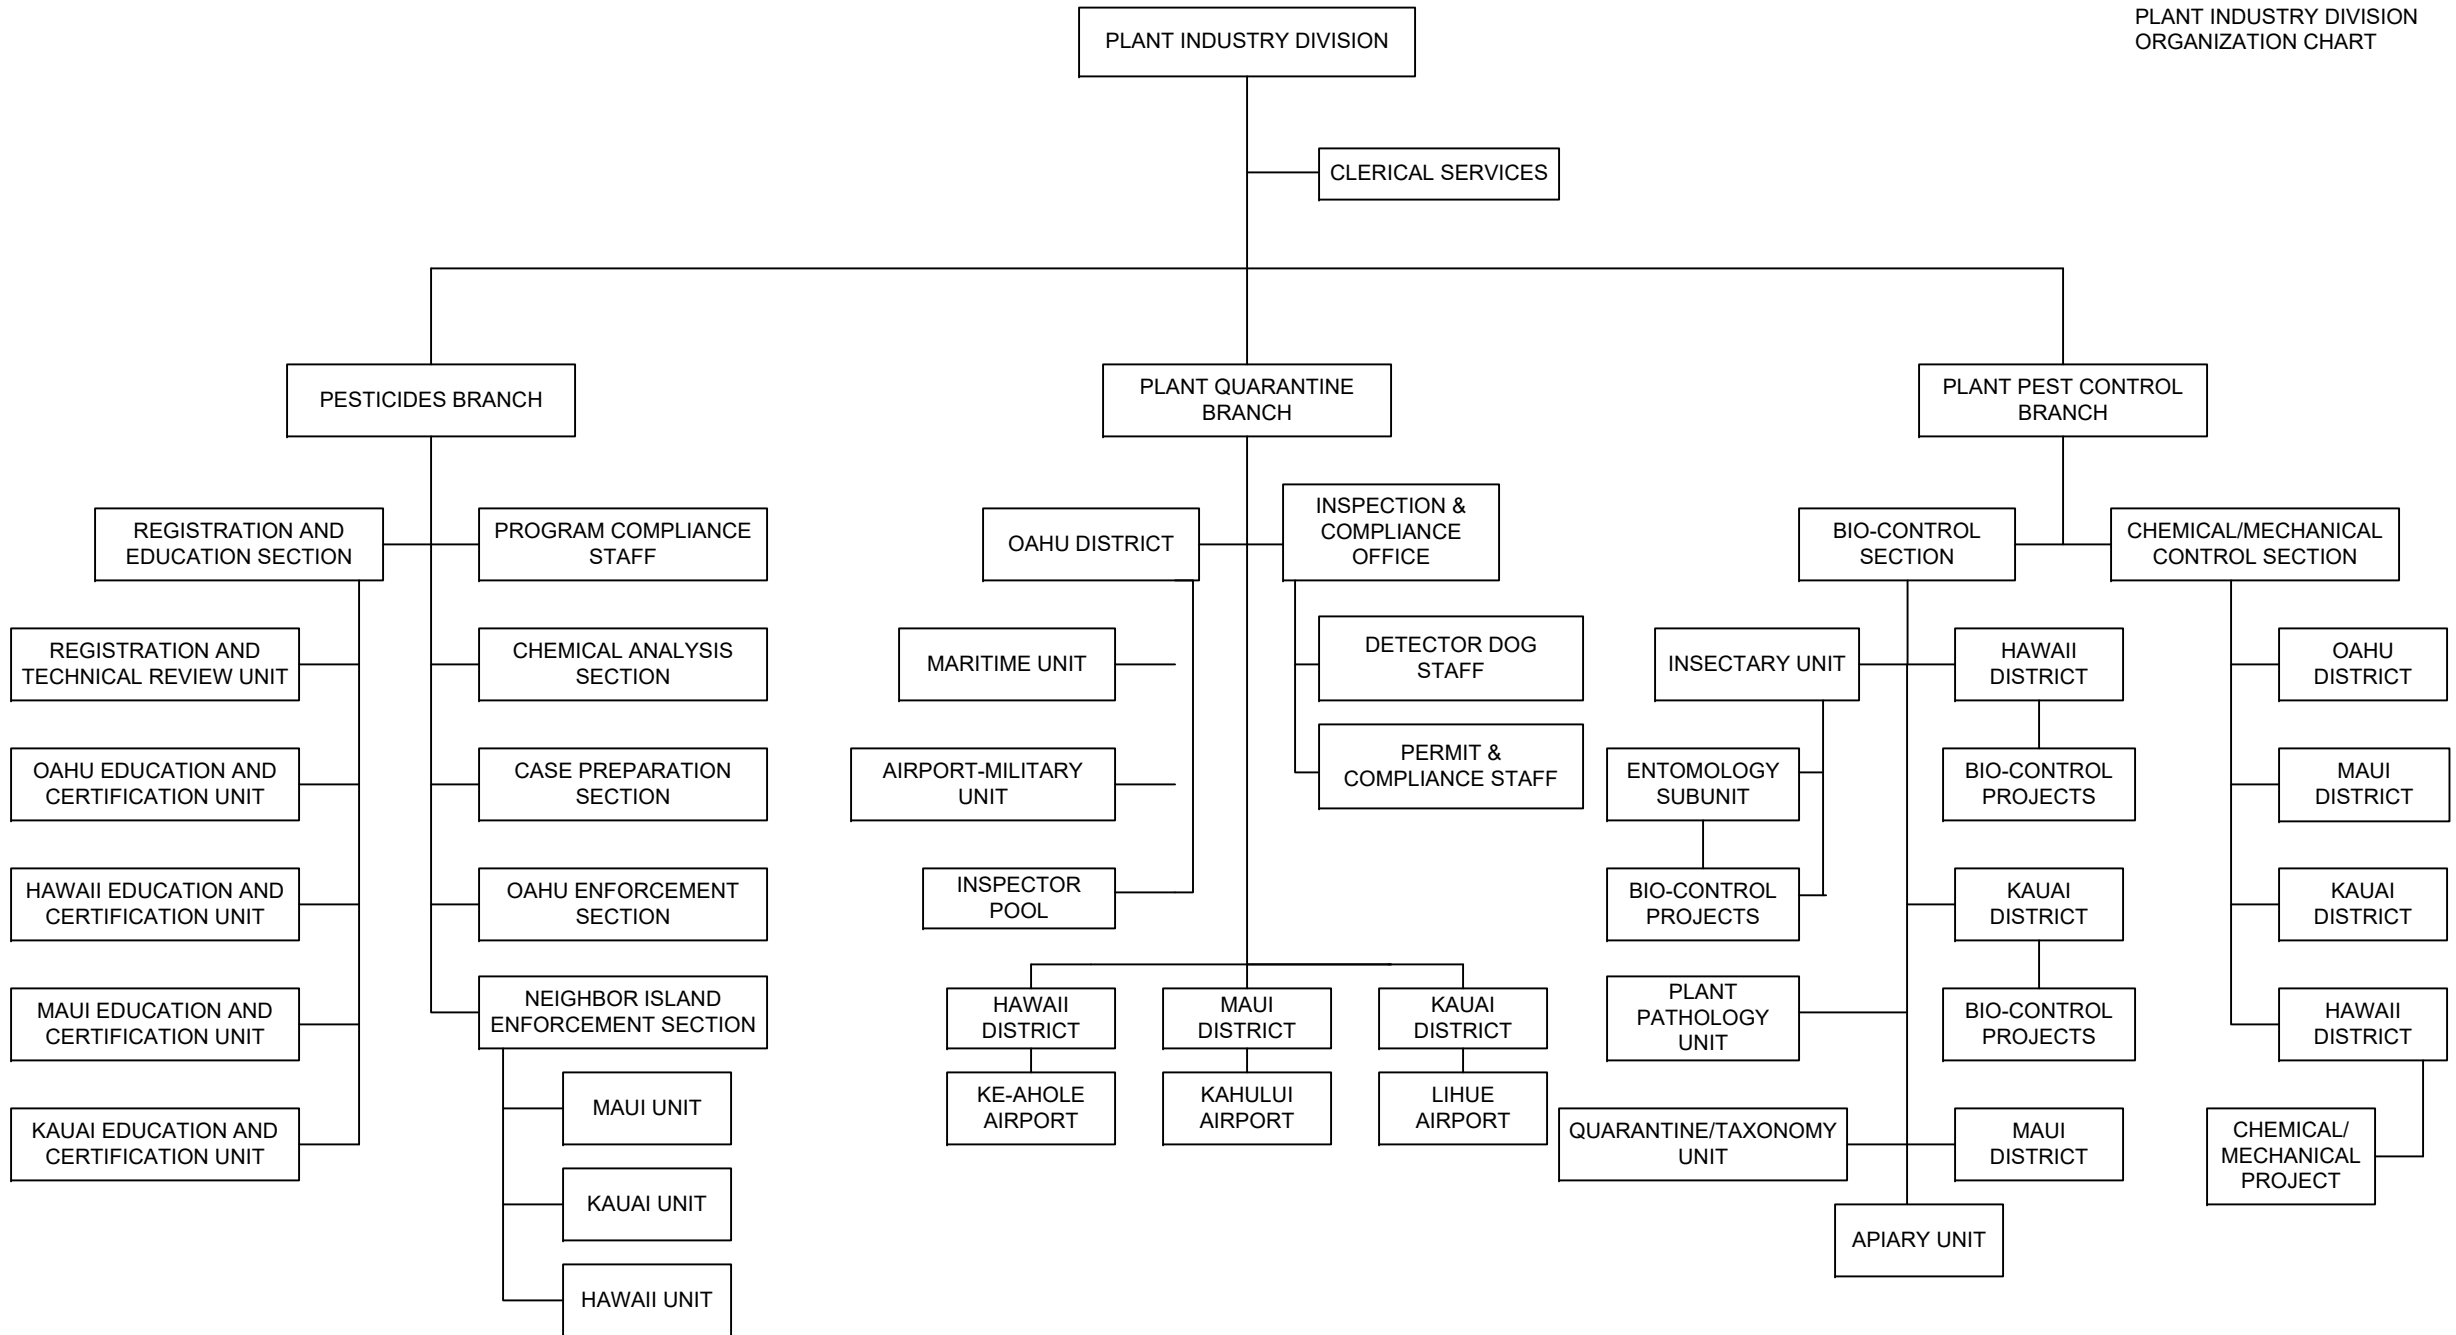 PLANT INDUSTRY DIVISION
ORGANIZATION CHART
PLANT INDUSTRY DIVISION
CLERICAL SERVICES
PESTICIDES BRANCH
PLANT QUARANTINE
BRANCH
PLANT PEST CONTROL
BRANCH
REGISTRATION AND
EDUCATION SECTION
PROGRAM COMPLIANCE
STAFF
REGISTRATION AND
TECHNICAL REVIEW UNIT
CHEMICAL ANALYSIS
SECTION
OAHU EDUCATION AND
CERTIFICATION UNIT
CASE PREPARATION
SECTION
HAWAII EDUCATION AND
CERTIFICATION UNIT
OAHU ENFORCEMENT
SECTION
MAUI EDUCATION AND
CERTIFICATION UNIT
NEIGHBOR ISLAND
ENFORCEMENT SECTION
KAUAI EDUCATION AND
CERTIFICATION UNIT
MAUI UNIT
KAUAI UNIT
HAWAII UNIT
OAHU DISTRICT
INSPECTION &
COMPLIANCE
OFFICE
MARITIME UNIT
DETECTOR DOG
STAFF
AIRPORT-MILITARY
UNIT
PERMIT &
COMPLIANCE STAFF
INSPECTOR
POOL
HAWAII
DISTRICT
MAUI
DISTRICT
KAUAI
DISTRICT
KE-AHOLE
AIRPORT
KAHULUI
AIRPORT
LIHUE
AIRPORT
BIO-CONTROL
SECTION
CHEMICAL/MECHANICAL
CONTROL SECTION
INSECTARY UNIT
HAWAII
DISTRICT
OAHU
DISTRICT
ENTOMOLOGY
SUBUNIT
BIO-CONTROL
PROJECTS
MAUI
DISTRICT
BIO-CONTROL
PROJECTS
KAUAI
DISTRICT
KAUAI
DISTRICT
PLANT
PATHOLOGY
UNIT
BIO-CONTROL
PROJECTS
HAWAII
DISTRICT
QUARANTINE/TAXONOMY
UNIT
MAUI
DISTRICT
CHEMICAL/
MECHANICAL
PROJECT
APIARY UNIT